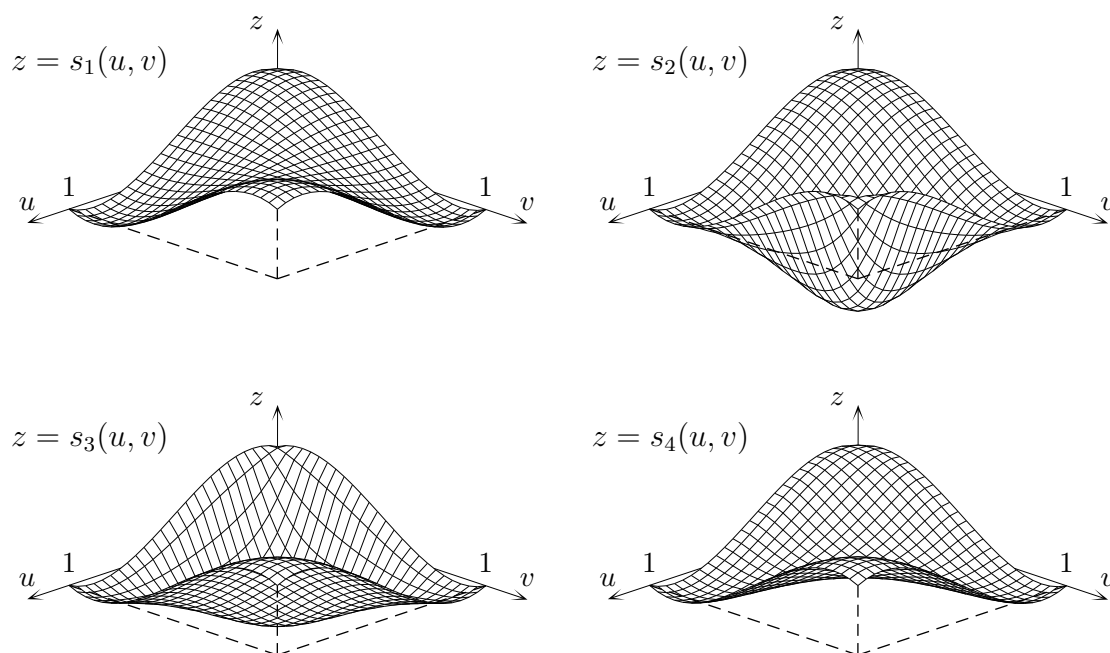 z z
z = s₁(u, v) z = s₂(u, v)
1 1 1 1
u v u v
z z
z = s₃(u, v) z = s₄(u, v)
1 1 1 1
u v u v